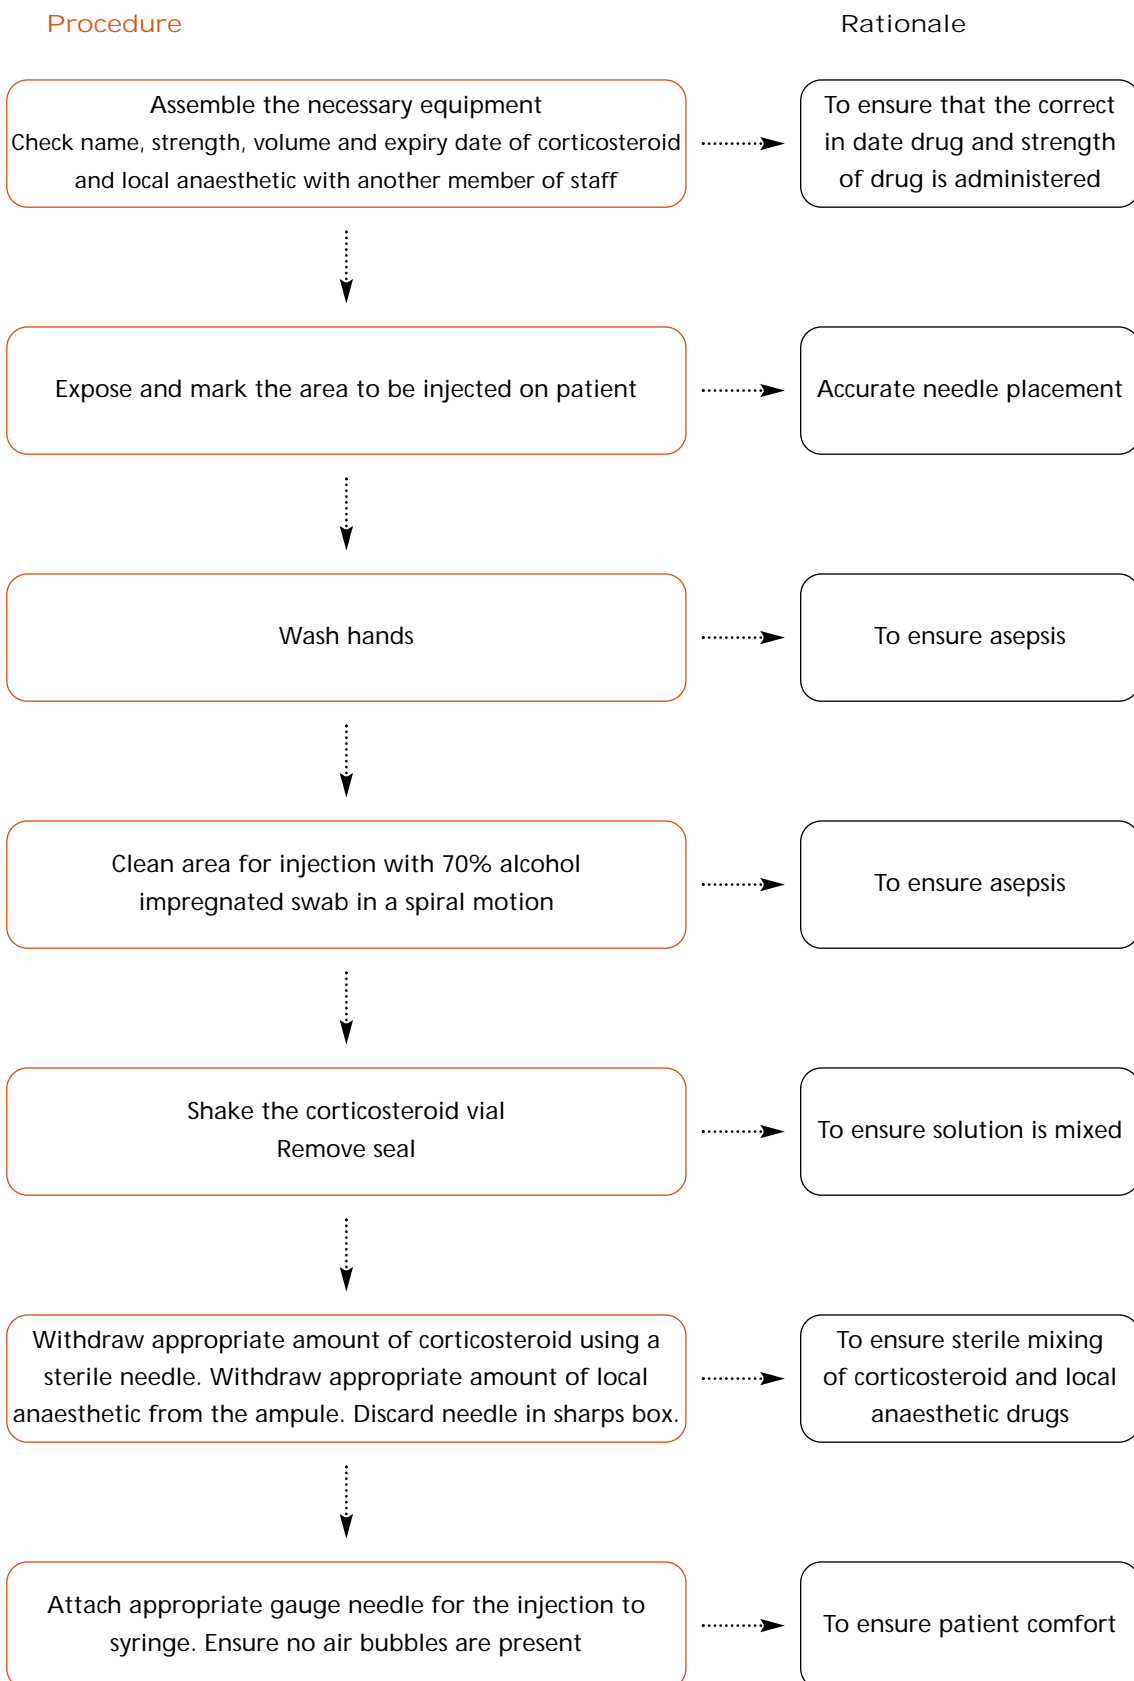 Procedure
Rationale
Assemble the necessary equipment
Check name, strength, volume and expiry date of corticosteroid
and local anaesthetic with another member of staff
To ensure that the correct
in date drug and strength
of drug is administered
Expose and mark the area to be injected on patient
Accurate needle placement
Wash hands
To ensure asepsis
Clean area for injection with 70% alcohol
impregnated swab in a spiral motion
To ensure asepsis
Shake the corticosteroid vial
Remove seal
To ensure solution is mixed
Withdraw appropriate amount of corticosteroid using a
sterile needle. Withdraw appropriate amount of local
anaesthetic from the ampule. Discard needle in sharps box.
To ensure sterile mixing
of corticosteroid and local
anaesthetic drugs
Attach appropriate gauge needle for the injection to
syringe. Ensure no air bubbles are present
To ensure patient comfort